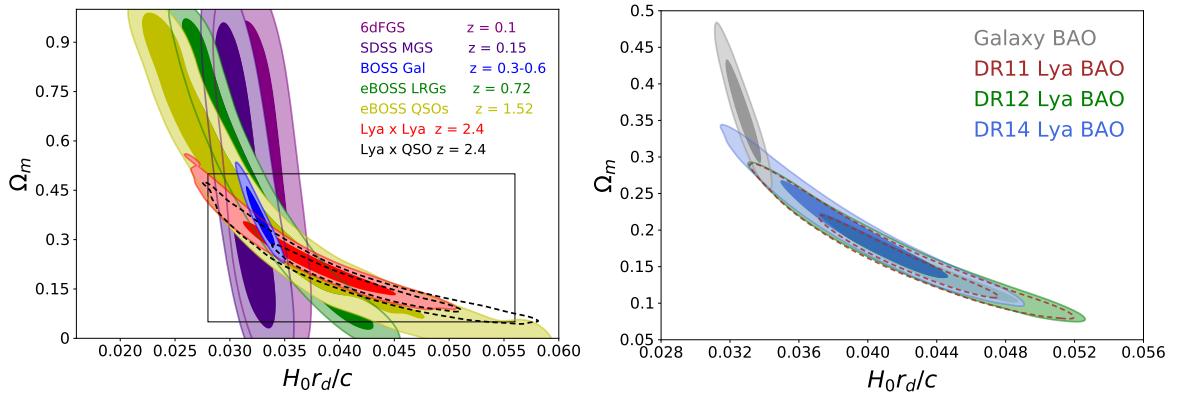 0.9
0.75
0.6
0.45
0.3
0.15
0
Ωm
6dFGS z = 0.1
SDSS MGS z = 0.15
BOSS Gal z = 0.3-0.6
eBOSS LRGs z = 0.72
eBOSS QSOs z = 1.52
Lya x Lya z = 2.4
Lya x QSO z = 2.4
0.020 0.025 0.030 0.035 0.040 0.045 0.050 0.055 0.060
H0rd/c
0.5
0.45
0.4
0.35
0.3
0.25
0.2
0.15
0.1
0.05
Ωm
Galaxy BAO
DR11 Lya BAO
DR12 Lya BAO
DR14 Lya BAO
0.028 0.032 0.036 0.040 0.044 0.048 0.052 0.056
H0rd/c